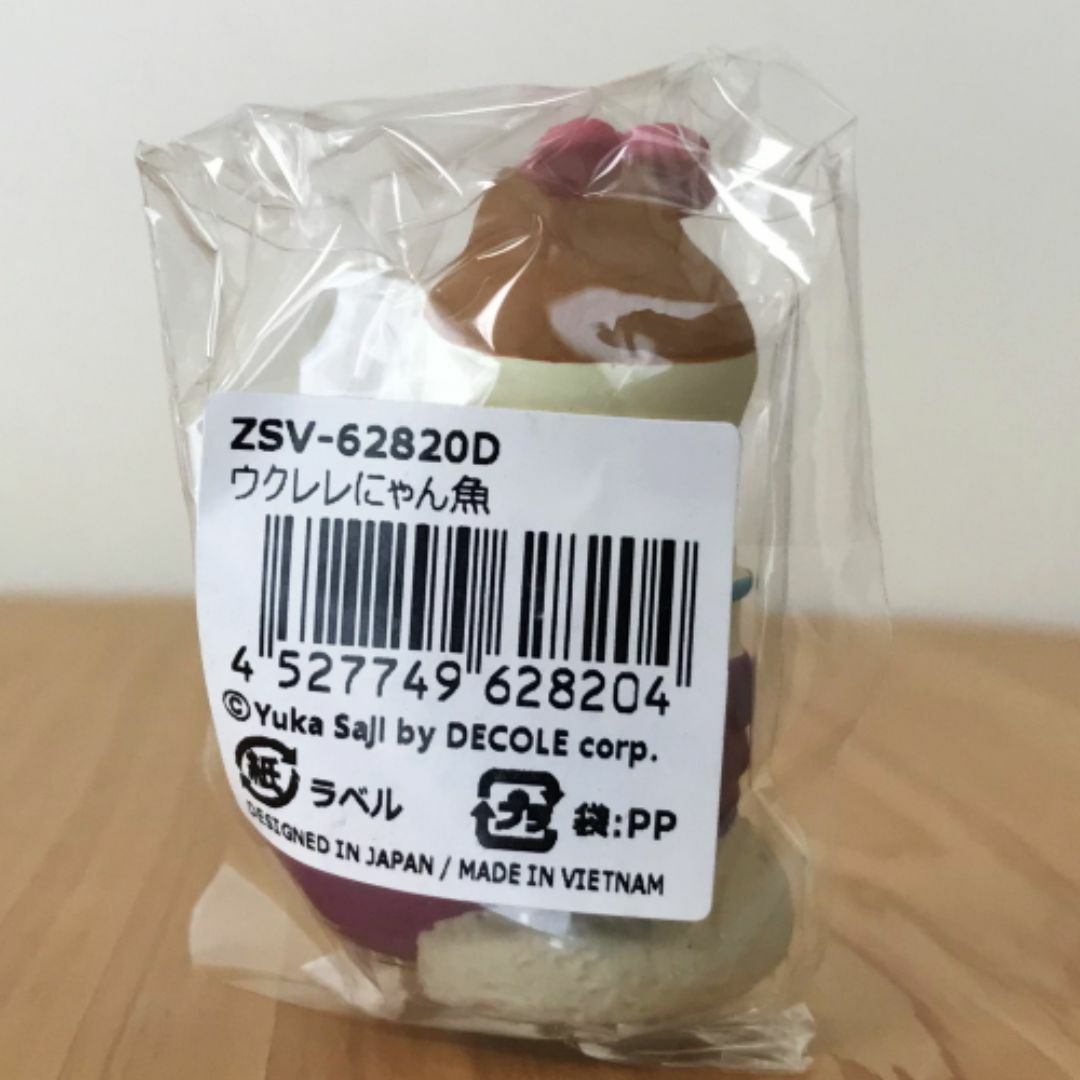 ZSV-62820D
ウクレレにゃん魚
4 527749 628204
©Yuka Saji by DECOLE corp.
紙 ラベル プラ 袋:PP
DESIGNED IN JAPAN / MADE IN VIETNAM